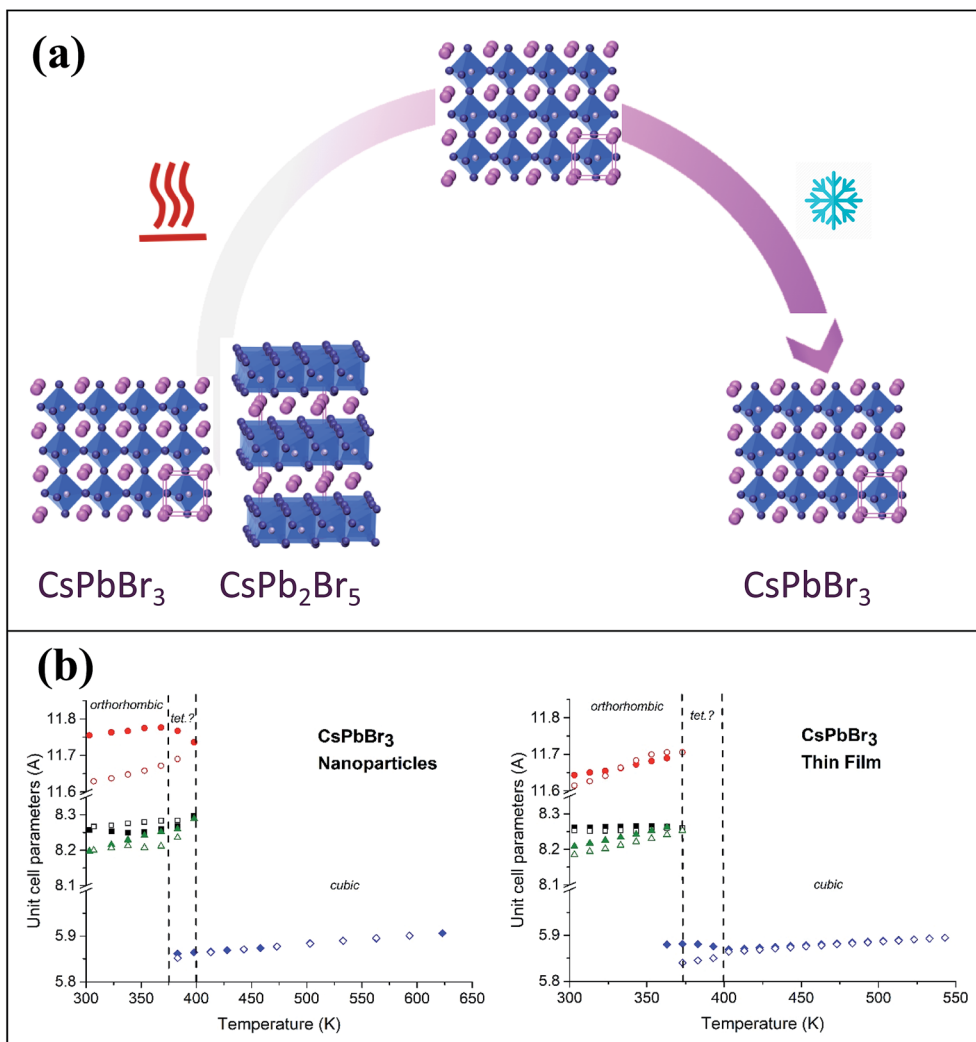 (a)
CsPbBr₃
CsPb₂Br₅
CsPbBr₃
(b)
orthorhombic
tet.?
CsPbBr₃
Nanoparticles
cubic
Unit cell parameters (A)
11.8
11.7
11.6
8.3
8.2
8.1
5.9
5.8
300 350 400 450 500 550 600 650
Temperature (K)
orthorhombic
tet.?
CsPbBr₃
Thin Film
cubic
Unit cell parameters (A)
11.8
11.7
11.6
8.3
8.2
8.1
5.9
5.8
300 350 400 450 500 550
Temperature (K)